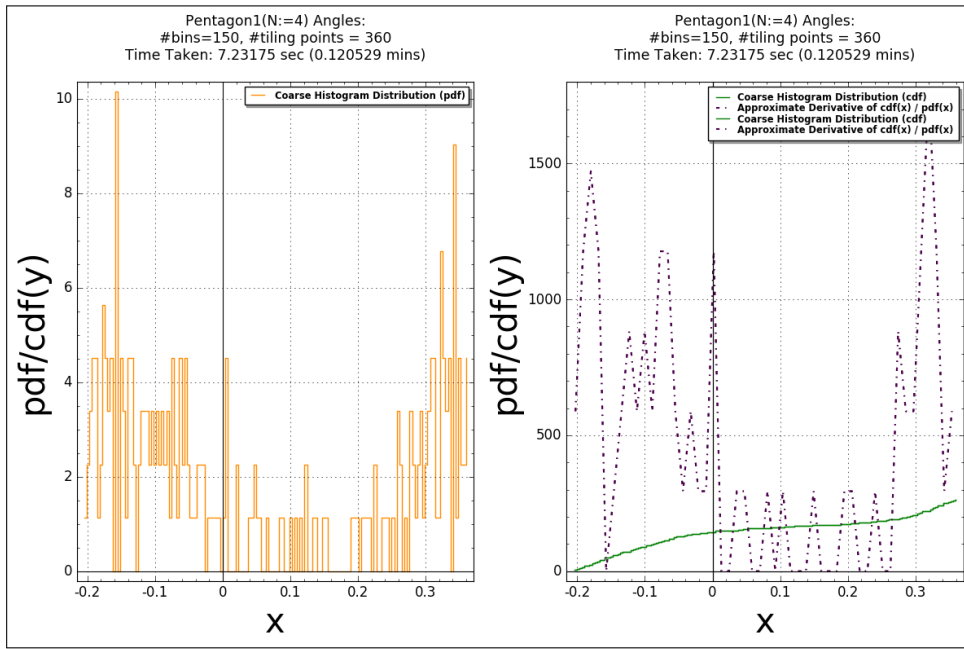 Pentagon1(N:=4) Angles:
#bins=150, #tiling points = 360
Time Taken: 7.23175 sec (0.120529 mins)
Coarse Histogram Distribution (pdf)
pdf/cdf(y)
10
8
6
4
2
0
-0.2
-0.1
0
0.1
0.2
0.3
x
Pentagon1(N:=4) Angles:
#bins=150, #tiling points = 360
Time Taken: 7.23175 sec (0.120529 mins)
Coarse Histogram Distribution (cdf)
Approximate Derivative of cdf(x) / pdf(x)
Coarse Histogram Distribution (cdf)
Approximate Derivative of cdf(x) / pdf(x)
pdf/cdf(y)
1500
1000
500
0
-0.2
-0.1
0
0.1
0.2
0.3
x